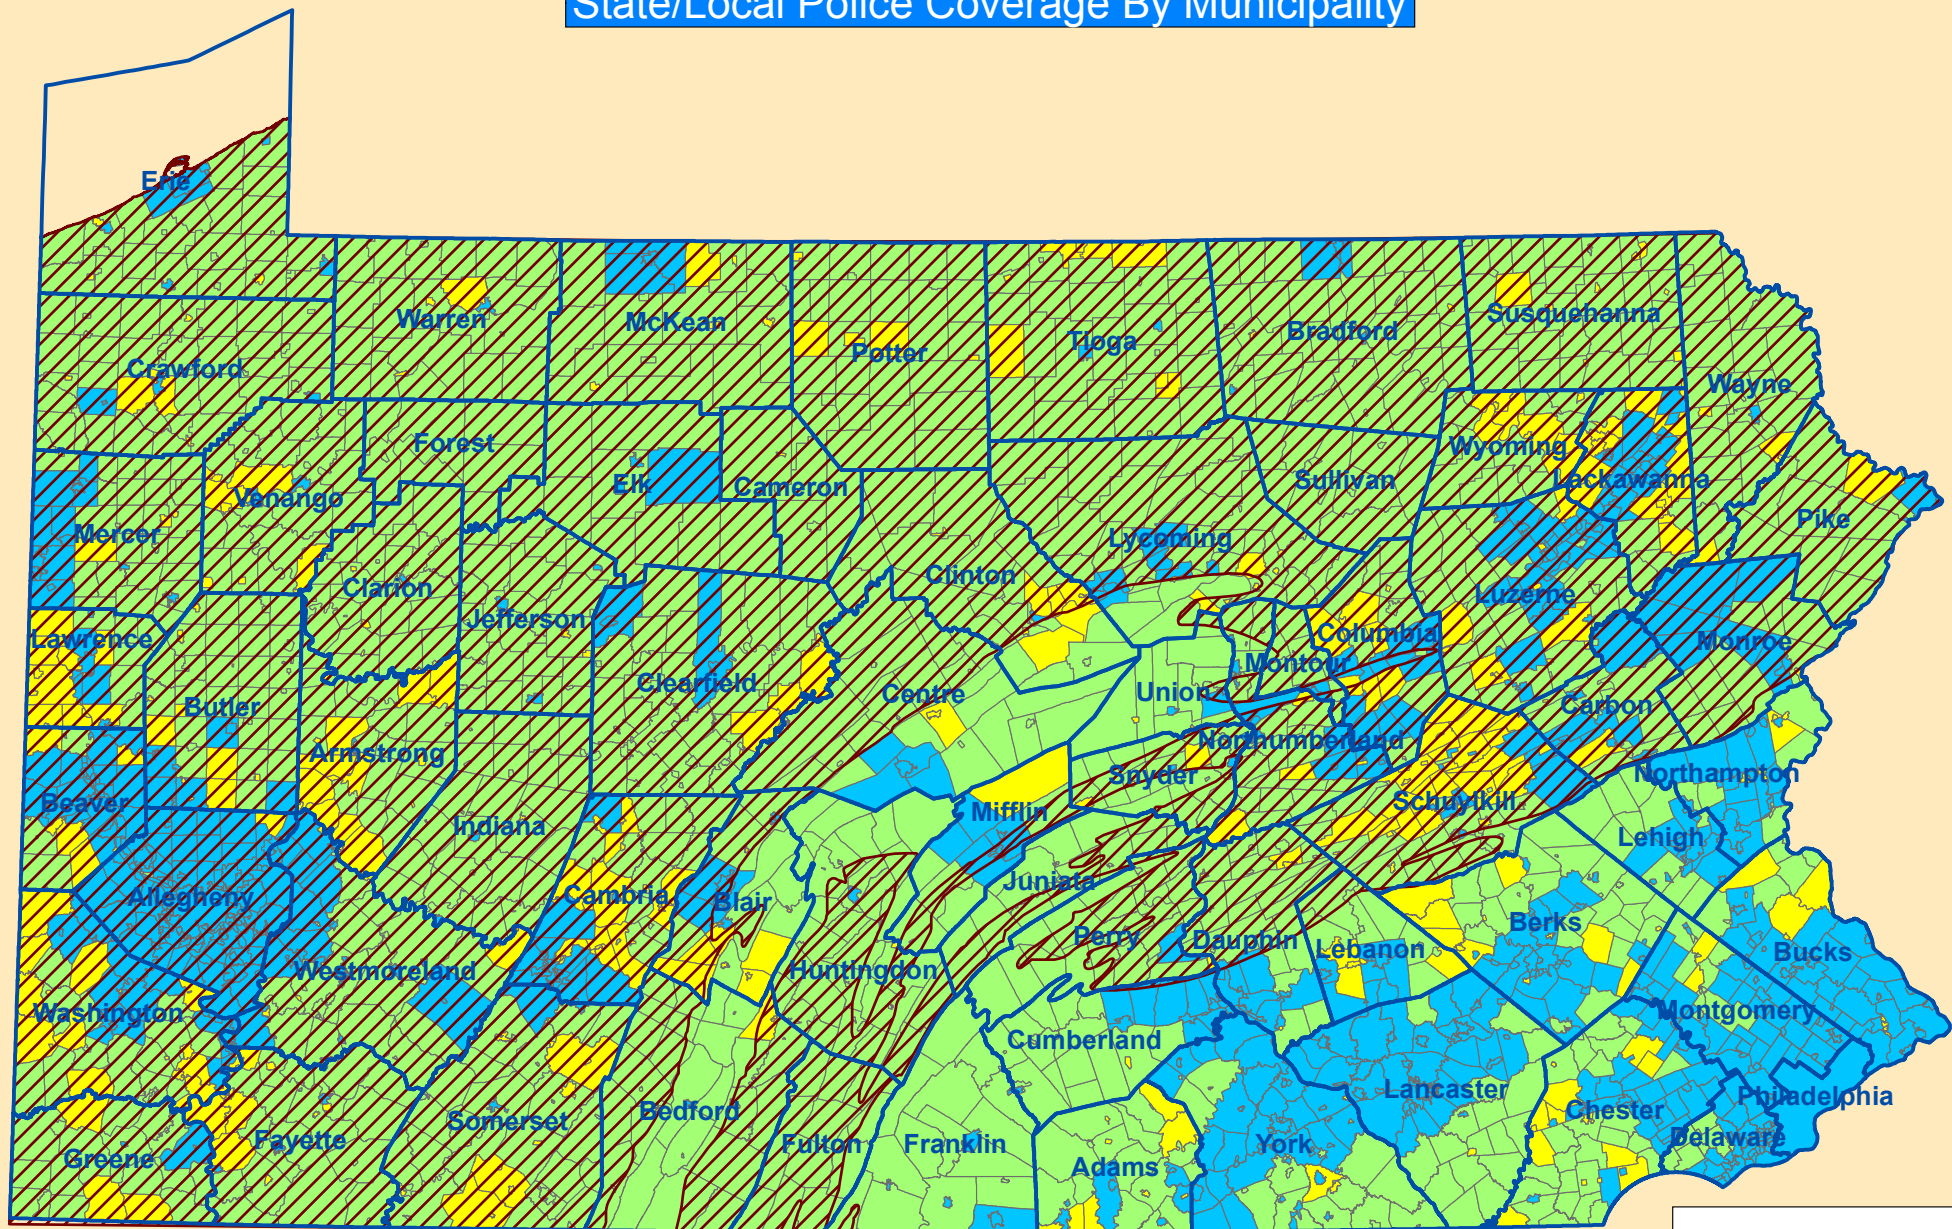 State/Local Police Coverage By Municipality
Erie
Warren
McKean
Potter
Tioga
Bradford
Susquehanna
Wayne
Crawford
Forest
Elk
Cameron
Sullivan
Wyoming
Lackawanna
Pike
Venango
Mercer
Clarion
Jefferson
Clinton
Lycoming
Luzerne
Monroe
Lawrence
Butler
Armstrong
Clearfield
Centre
Union
Montour
Columbia
Carbon
Northumberland
Snyder
Mifflin
Schuylkill
Northampton
Lehigh
Beaver
Indiana
Allegheny
Cambria
Blair
Juniata
Perry
Dauphin
Lebanon
Berks
Bucks
Huntingdon
Westmoreland
Washington
Cumberland
Montgomery
Lancaster
Chester
Philadelphia
Delaware
Greene
Fayette
Somerset
Bedford
Fulton
Franklin
Adams
York